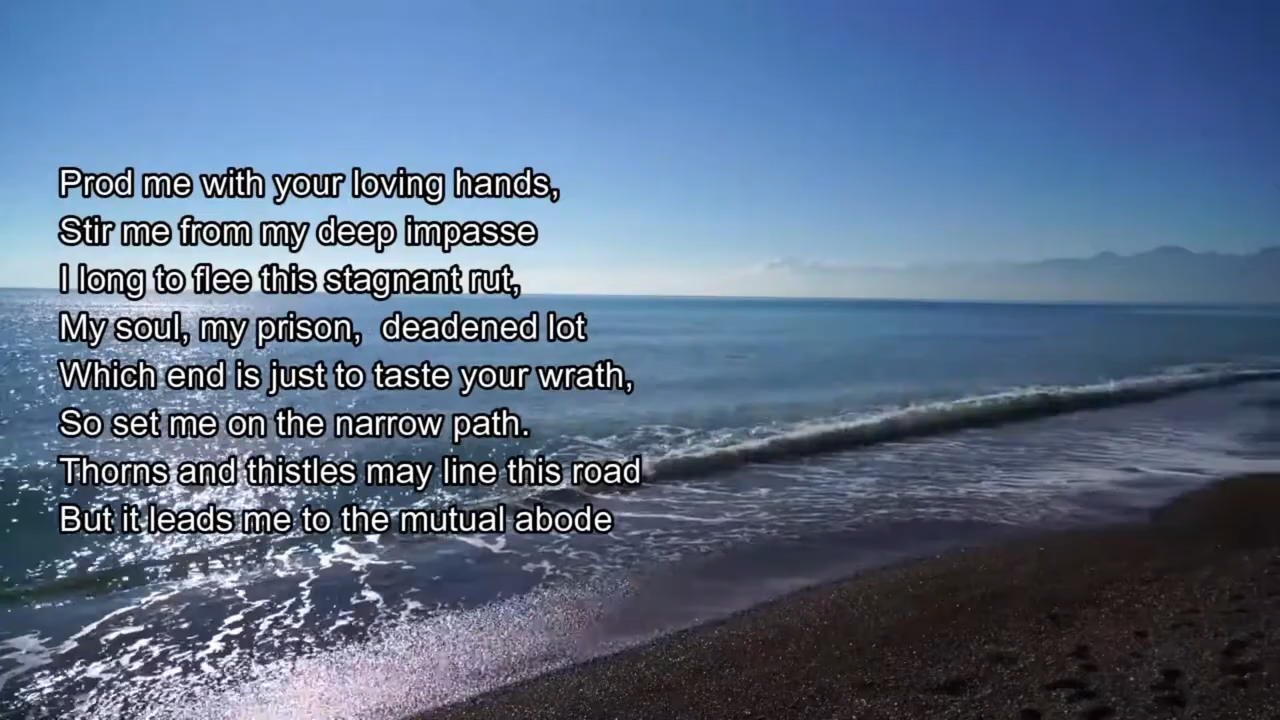 Prod me with your loving hands,
Stir me from my deep impasse
I long to flee this stagnant rut,
My soul, my prison,  deadened lot
Which end is just to taste your wrath,
So set me on the narrow path.
Thorns and thistles may line this road
But it leads me to the mutual abode